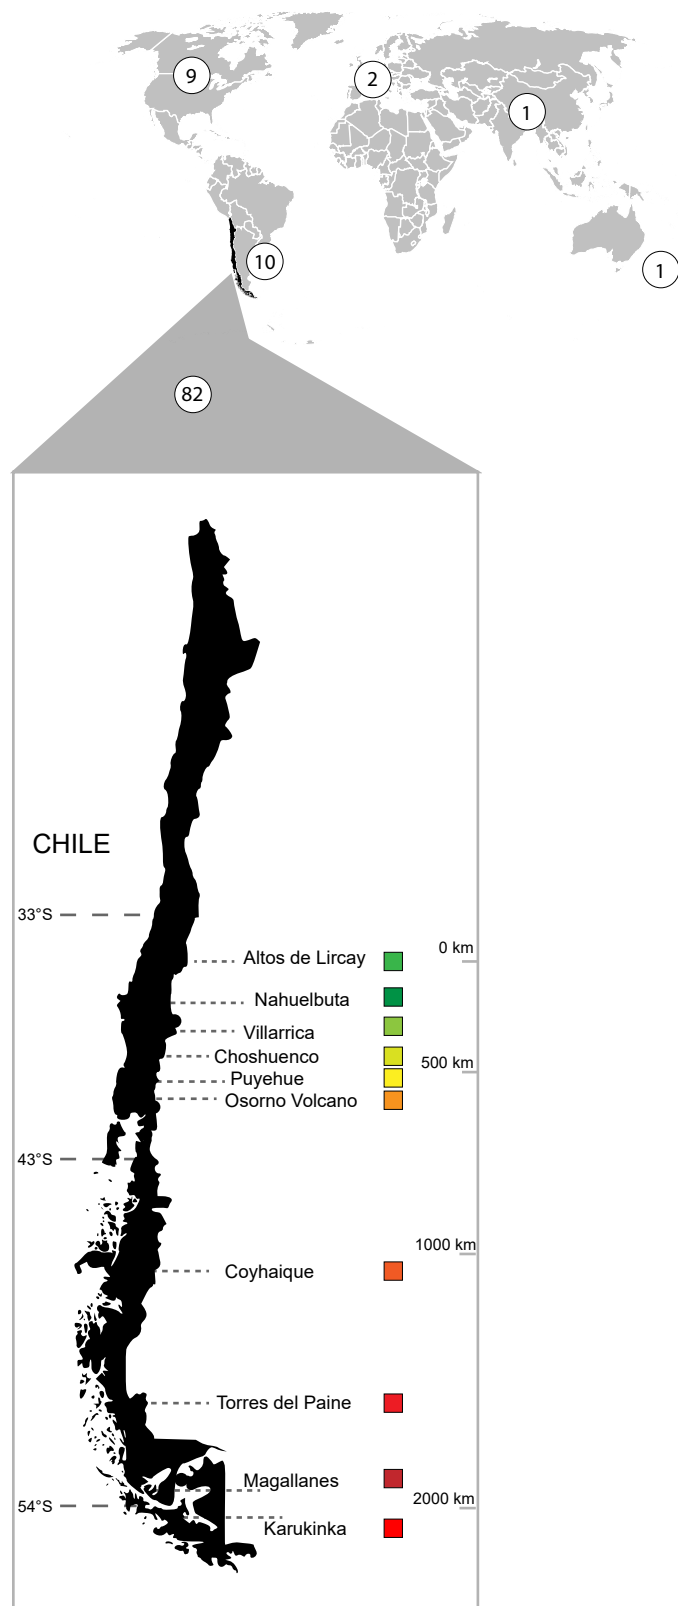 9
2
1
10
1
82
CHILE
33°S
0 km
Altos de Lircay
Nahuelbuta
Villarrica
Choshuenco
500 km
Puyehue
Osorno Volcano
43°S
1000 km
Coyhaique
Torres del Paine
Magallanes
2000 km
54°S
Karukinka